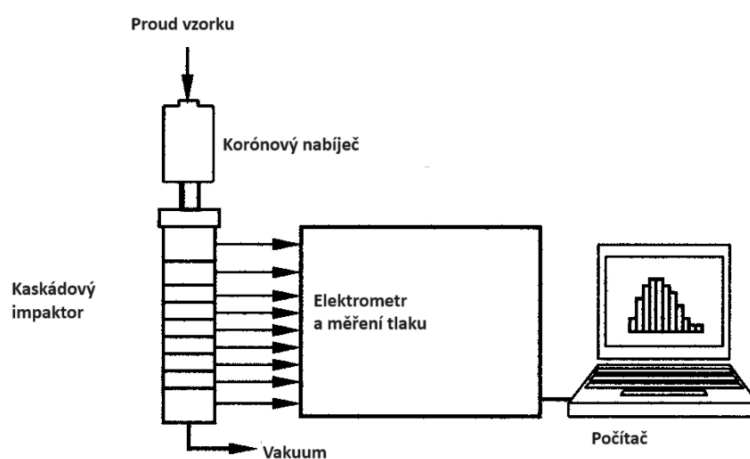 Proud vzorku
Korónový nabíječ
Kaskádový
impaktor
Elektrometr
a měření tlaku
Počítač
Vakuum